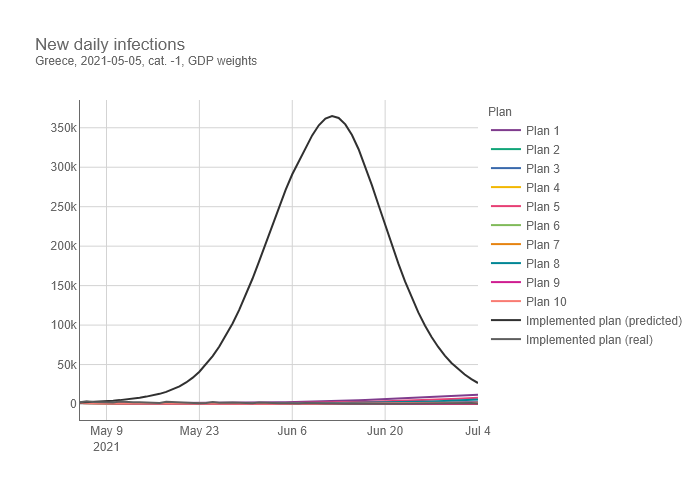 New daily infections
Greece, 2021-05-05, cat. -1, GDP weights
350k
300k
250k
200k
150k
100k
50k
0
May 9
2021
May 23
Jun 6
Jun 20
Jul 4
Plan
Plan 1
Plan 2
Plan 3
Plan 4
Plan 5
Plan 6
Plan 7
Plan 8
Plan 9
Plan 10
Implemented plan (predicted)
Implemented plan (real)